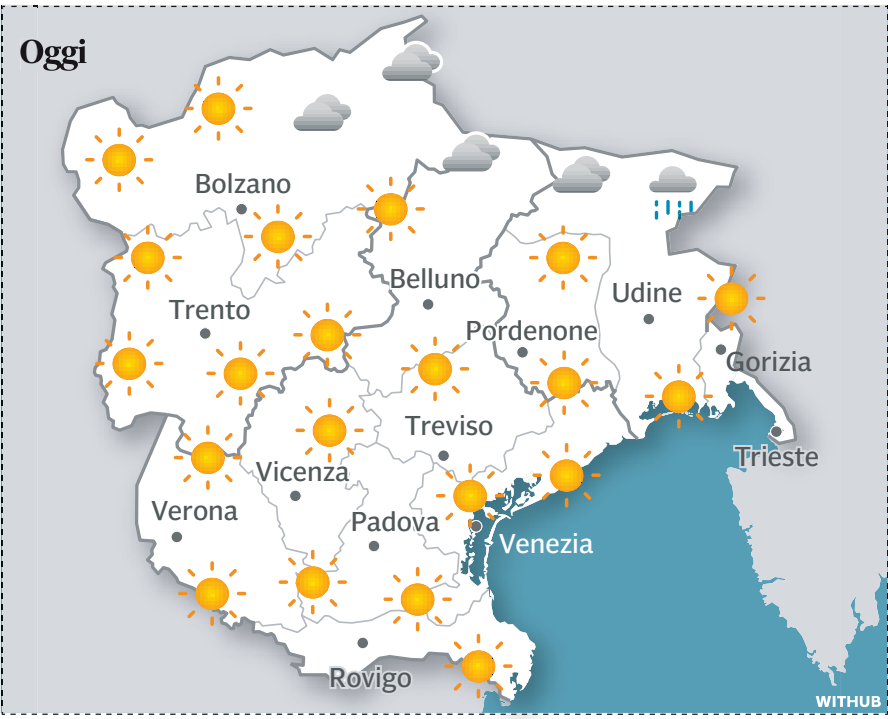 Oggi
Bolzano
Belluno
Udine
Trento
Pordenone
Gorizia
Treviso
Trieste
Vicenza
Verona
Padova
Venezia
Rovigo
WITHUB